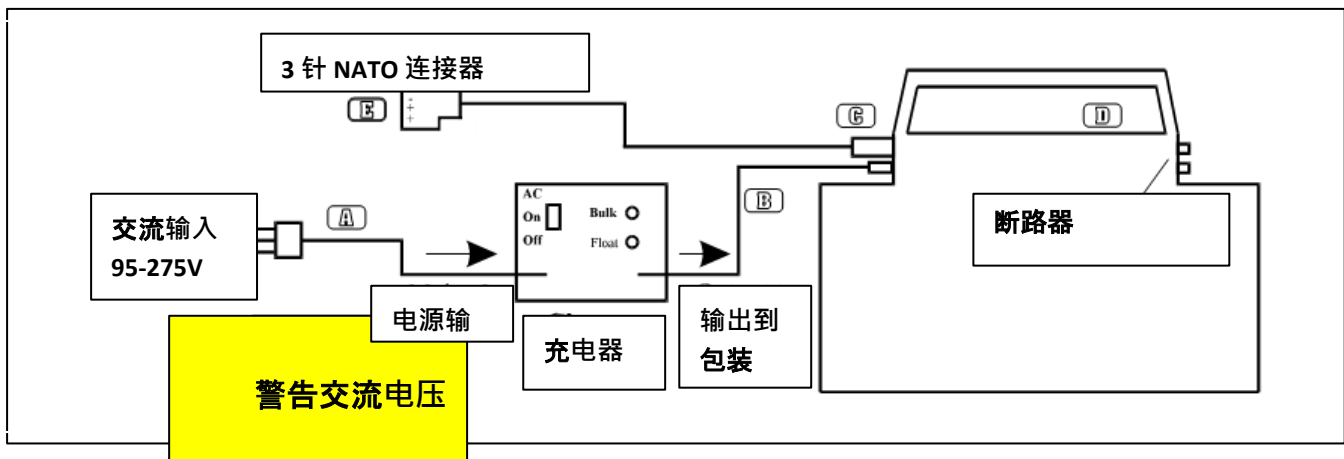 3 针 NATO 连接器
E
-
+
+
C
D
交流输入
95-275V
A
AC
On
Off
Bulk
Float
B
断路器
电源输
充电器
输出到
包装
警告交流电压